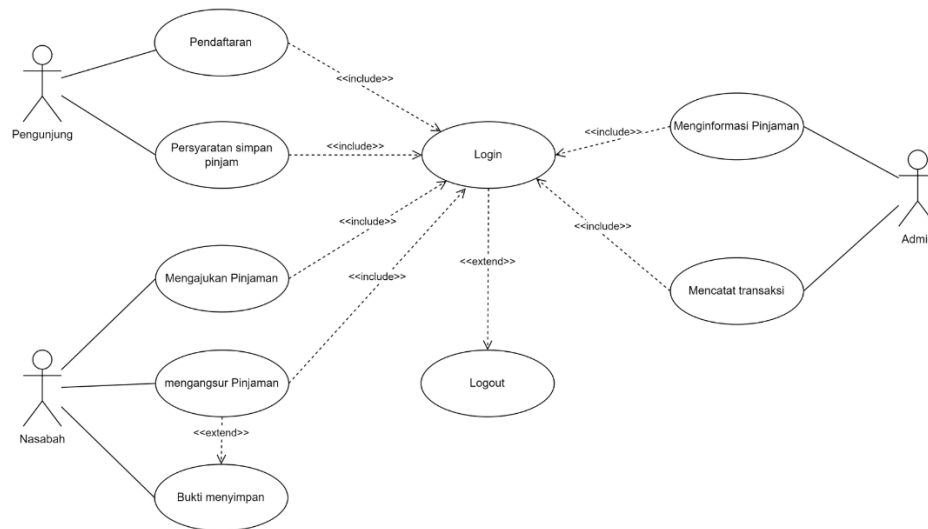 Pendaftaran
<<include>>
Pengunjung
Persyaratan simpan
pinjam
<<include>>
Login
<<include>>
Menginformasi Pinjaman
Admi
<<include>>
<<include>>
Mengajukan Pinjaman
<<include>>
<<extend>>
Mencatat transaksi
mengangsur Pinjaman
Logout
Nasabah
<<extend>>
Bukti menyimpan